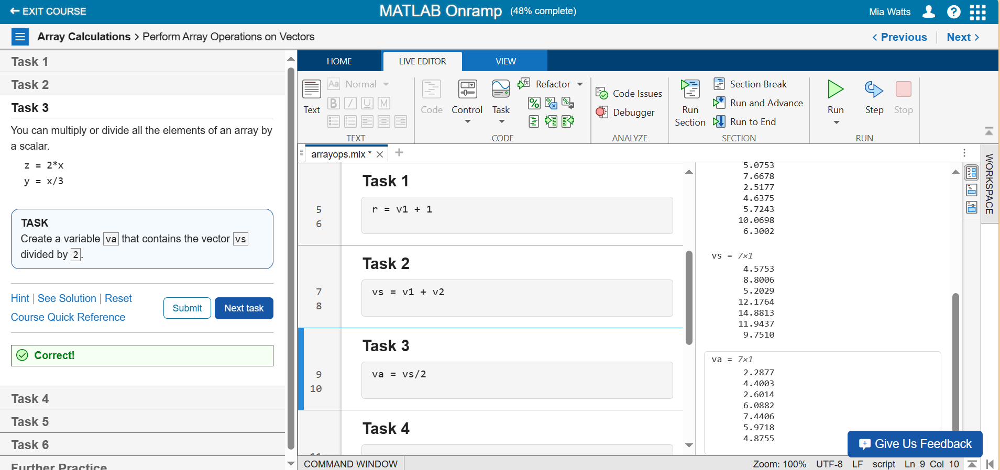 EXIT COURSE
MATLAB Onramp (48% complete)
Mia Watts
Array Calculations > Perform Array Operations on Vectors
Previous
Next
Task 1
Task 2
Task 3
You can multiply or divide all the elements of an array by
a scalar.
z = 2*x
y = x/3
TASK
Create a variable va that contains the vector vs
divided by 2.
Hint | See Solution | Reset
Course Quick Reference
Submit
Next task
Correct!
Task 4
Task 5
Task 6
Further Practice
HOME
LIVE EDITOR
VIEW
Text
Aa Normal
B I U M
TEXT
Code
Control
Task
Refactor
CODE
Code Issues
Debugger
ANALYZE
Run
Section
Section Break
Run and Advance
Run to End
SECTION
Run
Step
Stop
RUN
arrayops.mlx *
Task 1
5 r = v1 + 1
6
Task 2
7 vs = v1 + v2
8
Task 3
9 va = vs/2
10
Task 4
11
5.0753
7.6678
2.5177
4.6375
5.7243
10.0698
6.3002
vs = 7×1
4.5753
8.8006
5.2029
12.1764
14.8813
11.9437
9.7510
va = 7×1
2.2877
4.4003
2.6014
6.0882
7.4406
5.9718
4.8755
WORKSPACE
Give Us Feedback
COMMAND WINDOW
Zoom: 100% UTF-8 LF script Ln 9 Col 10